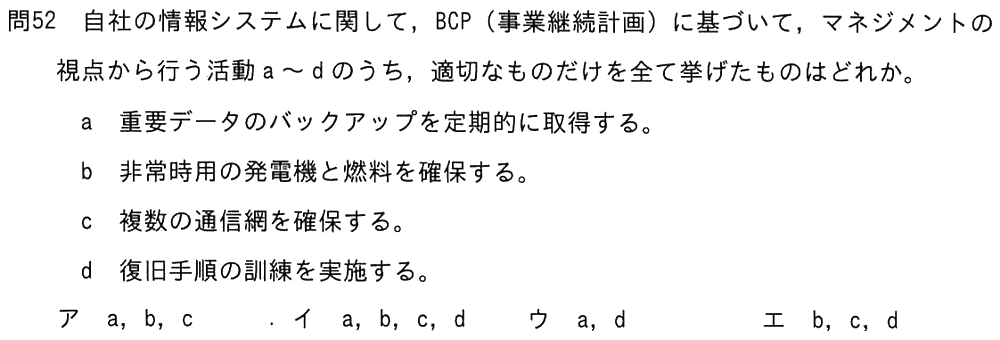 問52　自社の情報システムに関して，BCP（事業継続計画）に基づいて，マネジメントの
視点から行う活動a～dのうち，適切なものだけを全て挙げたものはどれか。
a　重要データのバックアップを定期的に取得する。
b　非常時用の発電機と燃料を確保する。
c　複数の通信網を確保する。
d　復旧手順の訓練を実施する。
ア　a，b，c　　イ　a，b，c，d　　ウ　a，d　　エ　b，c，d